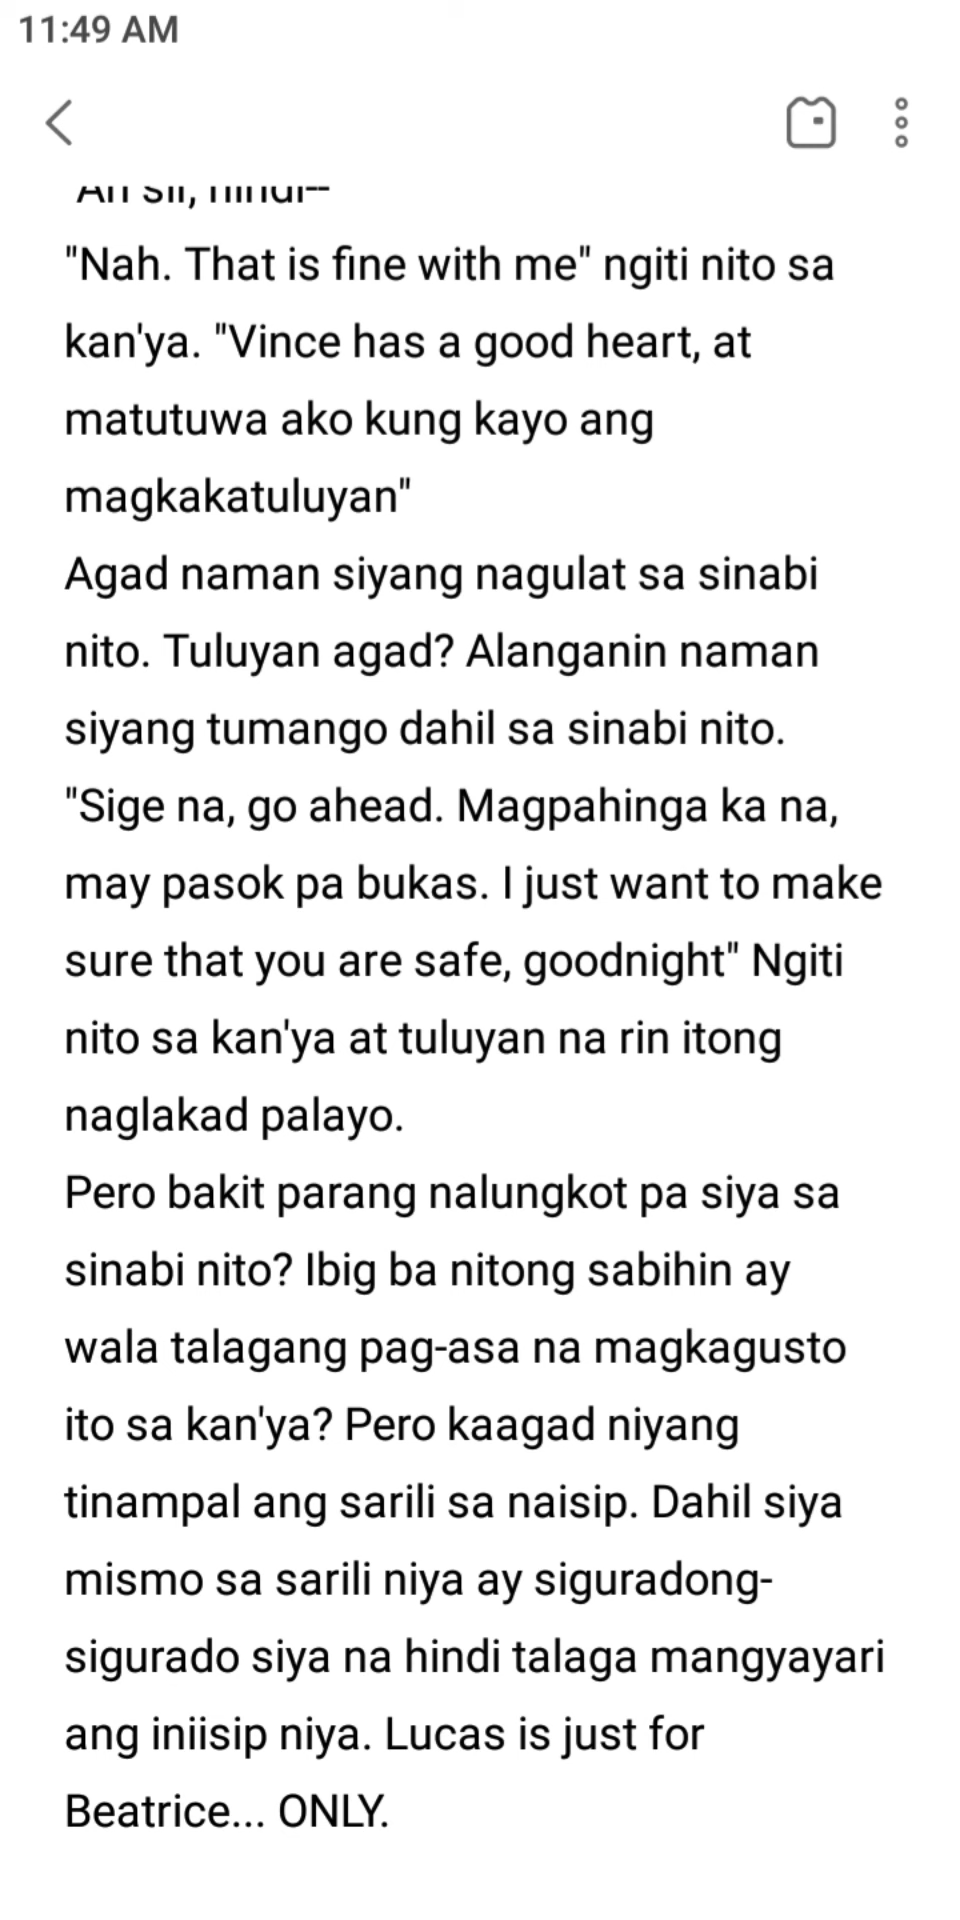 11:49 AM
"Nah. That is fine with me" ngiti nito sa
kan'ya. "Vince has a good heart, at
matutuwa ako kung kayo ang
magkakatuluyan"
Agad naman siyang nagulat sa sinabi
nito. Tuluyan agad? Alanganin naman
siyang tumango dahil sa sinabi nito.
"Sige na, go ahead. Magpahinga ka na,
may pasok pa bukas. I just want to make
sure that you are safe, goodnight" Ngiti
nito sa kan'ya at tuluyan na rin itong
naglakad palayo.
Pero bakit parang nalungkot pa siya sa
sinabi nito? Ibig ba nitong sabihin ay
wala talagang pag-asa na magkagusto
ito sa kan'ya? Pero kaagad niyang
tinampal ang sarili sa naisip. Dahil siya
mismo sa sarili niya ay siguradong-
sigurado siya na hindi talaga mangyayari
ang iniisip niya. Lucas is just for
Beatrice... ONLY.